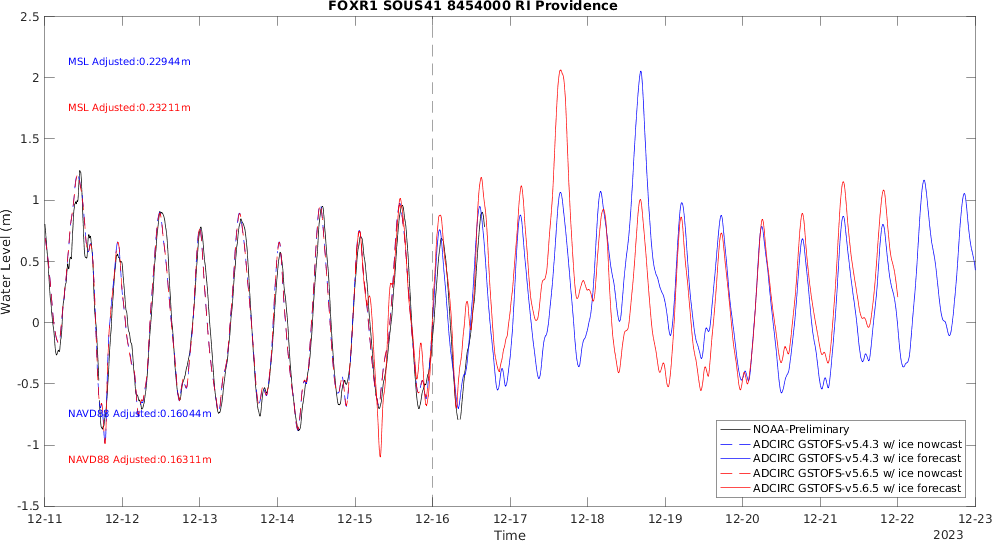 FOXR1 SOUS41 8454000 RI Providence
2.5
2
1.5
1
0.5
0
-0.5
-1
-1.5
Water Level (m)
MSL Adjusted:0.22944m
MSL Adjusted:0.23211m
NAVD88 Adjusted:0.16044m
NAVD88 Adjusted:0.16311m
NOAA-Preliminary
ADCIRC GSTOFS-v5.4.3 w/ ice nowcast
ADCIRC GSTOFS-v5.4.3 w/ ice forecast
ADCIRC GSTOFS-v5.6.5 w/ ice nowcast
ADCIRC GSTOFS-v5.6.5 w/ ice forecast
12-11 12-12 12-13 12-14 12-15 12-16 12-17 12-18 12-19 12-20 12-21 12-22 12-23
Time
2023